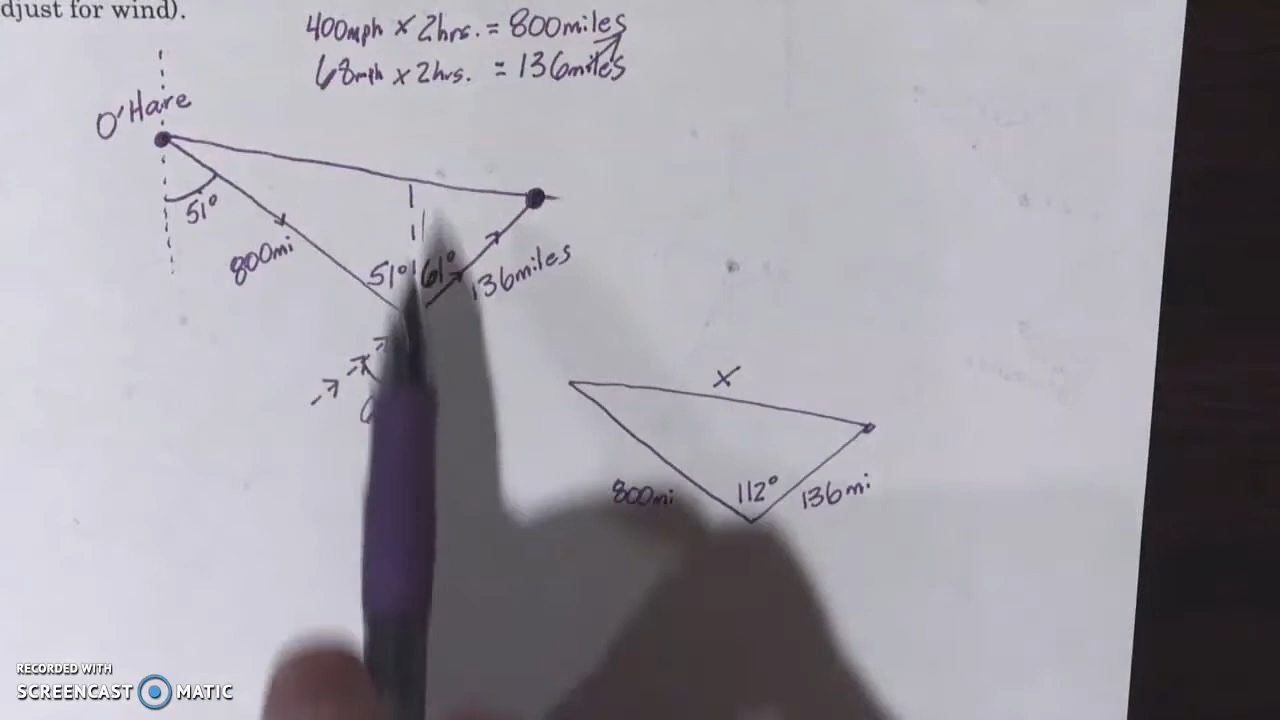 djust for wind).
400mph × 2hrs. = 800miles
68mph × 2hrs. = 136miles
O'Hare
51°
800mi
51° 61°
136miles
x
800mi 112° 136mi
RECORDED WITH
SCREENCAST MATIC